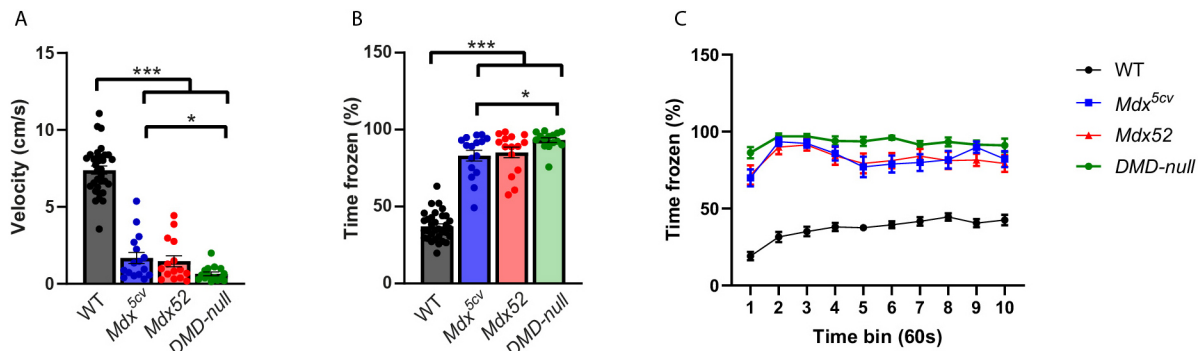 A
Velocity (cm/s)
15
10
5
0
***
*
WT
Mdx5cv
Mdx52
DMD-null
B
Time frozen (%)
150
100
50
0
***
*
WT
Mdx5cv
Mdx52
DMD-null
C
Time frozen (%)
150
100
50
0
1 2 3 4 5 6 7 8 9 10
Time bin (60s)
WT
Mdx5cv
Mdx52
DMD-null